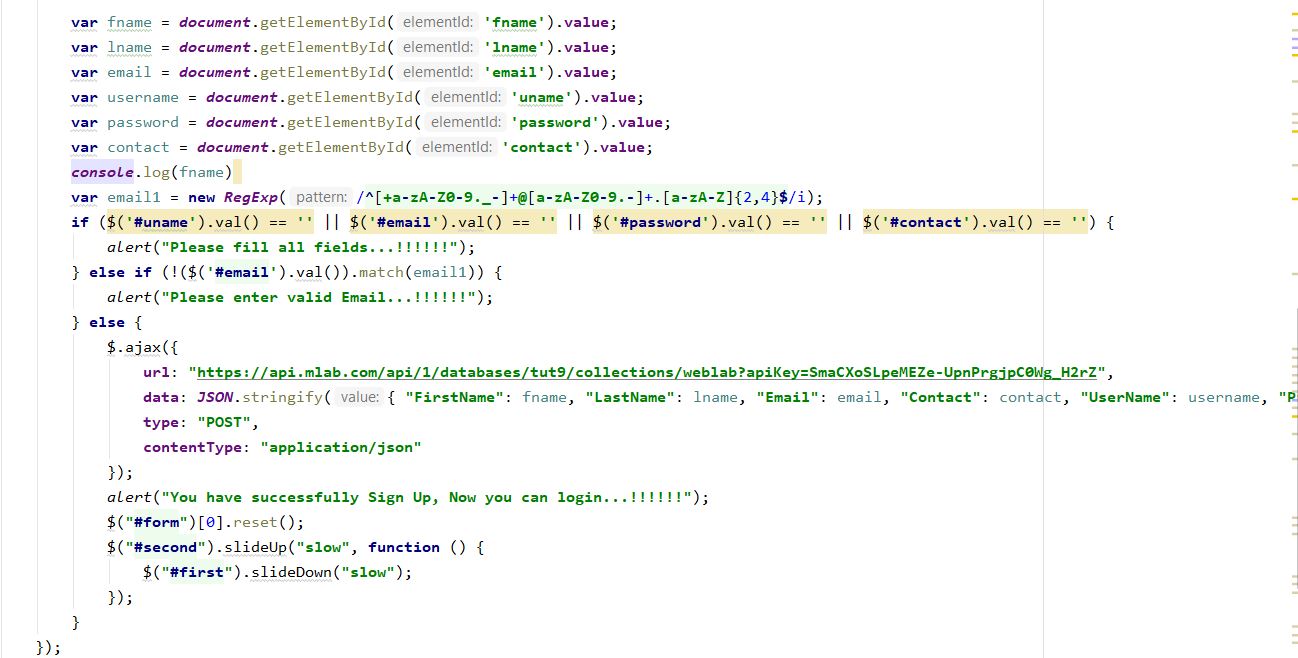 var fname = document.getElementById( elementId: 'fname').value;
var lname = document.getElementById( elementId: 'lname').value;
var email = document.getElementById( elementId: 'email').value;
var username = document.getElementById( elementId: 'uname').value;
var password = document.getElementById( elementId: 'password').value;
var contact = document.getElementById( elementId: 'contact').value;
console.log(fname)
var email1 = new RegExp( pattern: /^[+a-zA-Z0-9._-]+@[a-zA-Z0-9.-]+.[a-zA-Z]{2,4}$/i);
if ($('#uname').val() == '' || $('#email').val() == '' || $('#password').val() == '' || $('#contact').val() == '') {
alert("Please fill all fields...!!!!!!");
} else if (!($('#email').val()).match(email1)) {
alert("Please enter valid Email...!!!!!!");
} else {
$.ajax({
url: "https://api.mlab.com/api/1/databases/tut9/collections/weblab?apiKey=SmaCXoSLpeMEZe-UpnPrgjpC0Wg_H2rZ",
data: JSON.stringify( value: { "FirstName": fname, "LastName": lname, "Email": email, "Contact": contact, "UserName": username, "P
type: "POST",
contentType: "application/json"
});
alert("You have successfully Sign Up, Now you can login...!!!!!!");
$("#form")[0].reset();
$("#second").slideUp("slow", function () {
$("#first").slideDown("slow");
});
}
});